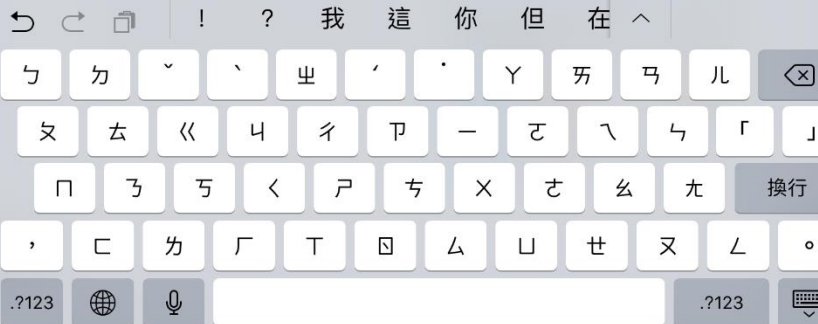 ! ? 我 這 你 但 在
ㄅ ㄉ ˇ ˋ ㄓ ˊ ˙ ㄚ ㄞ ㄢ ㄦ
ㄆ ㄊ ㄍ ㄐ ㄔ ㄗ ㄧ ㄛ ㄟ ㄣ 「 」
ㄇ ㄋ ㄎ ㄑ ㄕ ㄘ ㄨ ㄜ ㄠ ㄤ 換行
, ㄈ ㄌ ㄏ ㄒ ㄖ ㄙ ㄩ ㄝ ㄡ ㄥ 。
.?123 .?123